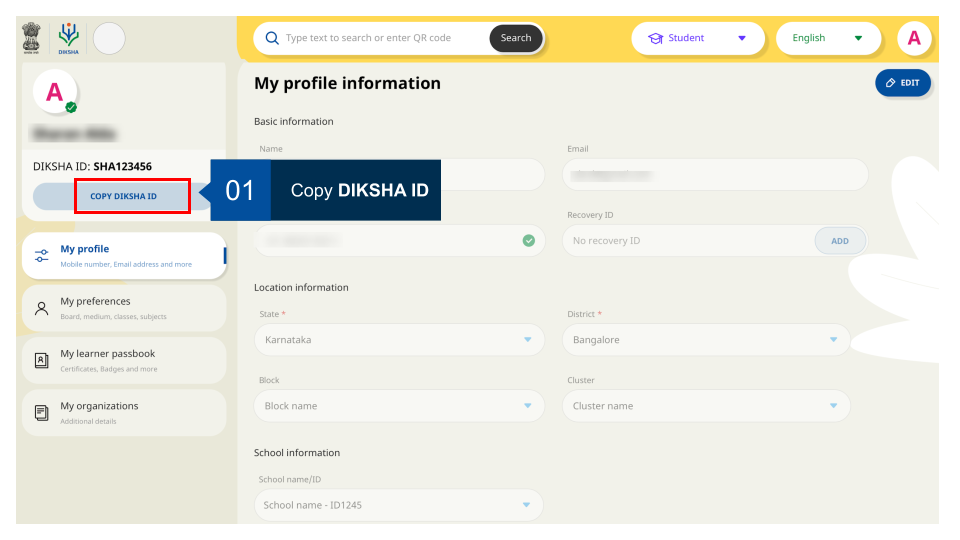 DIKSHA
Type text to search or enter QR code
Search
Student
English
A
A
DIKSHA ID: SHA123456
COPY DIKSHA ID
01
Copy DIKSHA ID
My profile
Mobile number, Email address and more
My preferences
Board, medium, classes, subjects
My learner passbook
Certificates, Badges and more
My organizations
Additional details
My profile information
EDIT
Basic information
Name
Email
Recovery ID
No recovery ID
ADD
Location information
State *
District *
Karnataka
Bangalore
Block
Cluster
Block name
Cluster name
School information
School name/ID
School name - ID1245